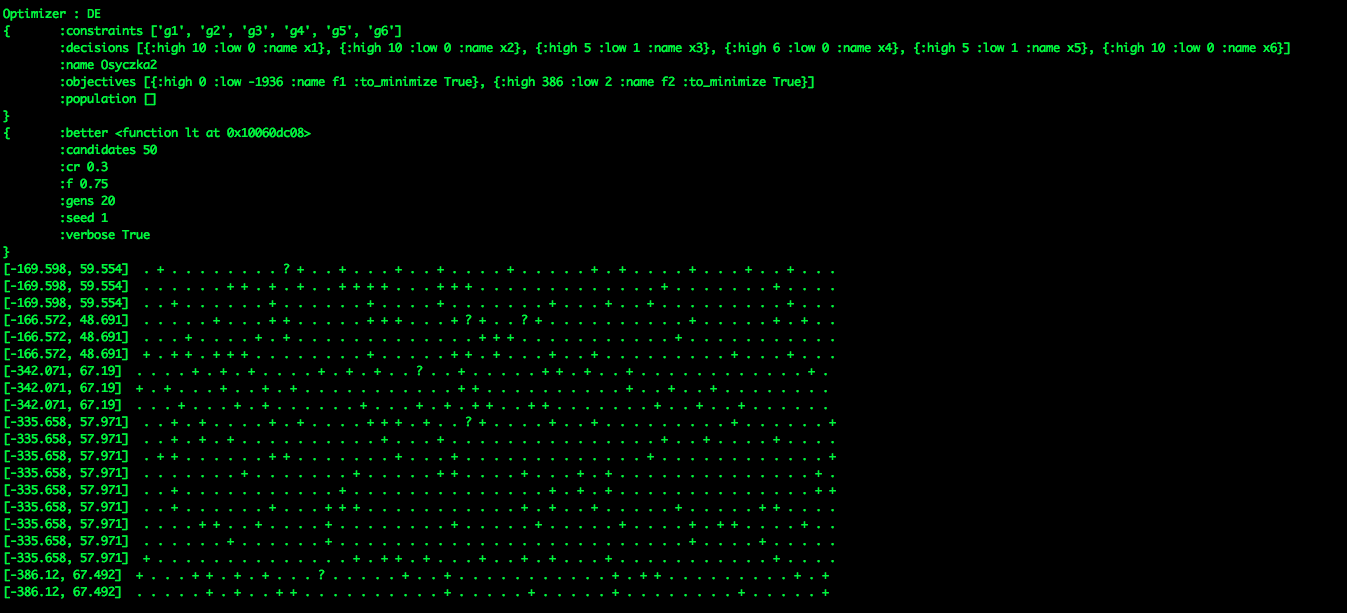 Optimizer : DE
{ :constraints ['g1', 'g2', 'g3', 'g4', 'g5', 'g6']
:decisions [{:high 10 :low 0 :name x1}, {:high 10 :low 0 :name x2}, {:high 5 :low 1 :name x3}, {:high 6 :low 0 :name x4}, {:high 5 :low 1 :name x5}, {:high 10 :low 0 :name x6}]
:name Osyczka2
:objectives [{:high 0 :low -1936 :name f1 :to_minimize True}, {:high 386 :low 2 :name f2 :to_minimize True}]
:population []
}
{ :better <function lt at 0x10060dc08>
:candidates 50
:cr 0.3
:f 0.75
:gens 20
:seed 1
:verbose True
}
[-169.598, 59.554] . + . . . . . . . . ? + . . + . . . + . . + . . . . + . . . . . + . + . . . . + . . . + . . + . . .
[-169.598, 59.554] . . . . . . + + . + . + . . + + + + . . . + + + . . . . . . . . . . . . . + . . . . . . . + . . . .
[-169.598, 59.554] . . + . . . . . . + . . . . . . + . . . . + . . . . . . . + . . . + . . + . . . . . . . . . + . . .
[-166.572, 48.691] . . . . . + . . . + + . . . . . + + + . . . + ? + . . ? + . . . . . . . . . . + . . . . . + . + . .
[-166.572, 48.691] . . . + . . . . + . + . . . . . . . . . . . . . + + + . . . . . . . . . . . + . . . . . . . . . . .
[-166.572, 48.691] + . + + . + + + . . . . . . . . + . . . . . + + . + . . . + . . + . . . . . . . . . + . . . + . . .
[-342.071, 67.19] . . . . + . + . + . . . . + . + . + . . ? . . + . . . . . + + . + . . + . . . . . . . . . . . . + .
[-342.071, 67.19] + . + . . . + . . + . + . . . . . . . . . . . + + . . . . . . . . . . + . . + . . + . . . . . . . .
[-342.071, 67.19] . . . + . . . + . + . . . . . . + . . . + . + . + + . . + + . . . . . . . + . . + . . + . . . . . .
[-335.658, 57.971] . . + . + . . . . + . + . . . . + + + . + . . ? + . . . . + . . + . . . . . . . . . + . . . . . . +
[-335.658, 57.971] . . + . + . + . . . . . . . . . . + . . . + . . . . . . . . . . . . . . . + . . + . . . . + . . . .
[-335.658, 57.971] . + + . . . . . . + + . . . . . . . + . . . + . . . . . . . . . . . . . + . . . . . . . . . . . . +
[-335.658, 57.971] . . . . . . . + . . . . . . . + . . . . . + + . . . . + . . . + . + . . . . . . . . . . . . . . + .
[-335.658, 57.971] . . + . . . . . . . . . . . + . . . . . . . . . . . . . . + . + . + . . . . . . . . . . . . . . + +
[-335.658, 57.971] . . + . . . . . . + . . . + + + . . . . . . . . . . . + . + . . + . . . . . + . . . . . + + . . . .
[-335.658, 57.971] . . . . + + . . + . . . . + . . . . . . . . + . . . . . + . . . . . + . . . . + . + + . . . . + . .
[-335.658, 57.971] . . . . . . + . . . . . . + . . . . . . . . . . . . . . . . . . . . . . . . . + . . . . + . . . . .
[-335.658, 57.971] + . . . . . . . . . . . . . . + . + + . + . . . + . . + . + . . . + . . . . . . . . . . . + . . . .
[-386.12, 67.492] + . . . + + . + . + . . . ? . . . . . + . . + . . . . . . . . . . . + . + + . . . . . . . . . + . +
[-386.12, 67.492] . . . . . + . + . . + + . . . . . . . . . . + . . . . . + . . . . . + . . . . . . . . + . . . . . +